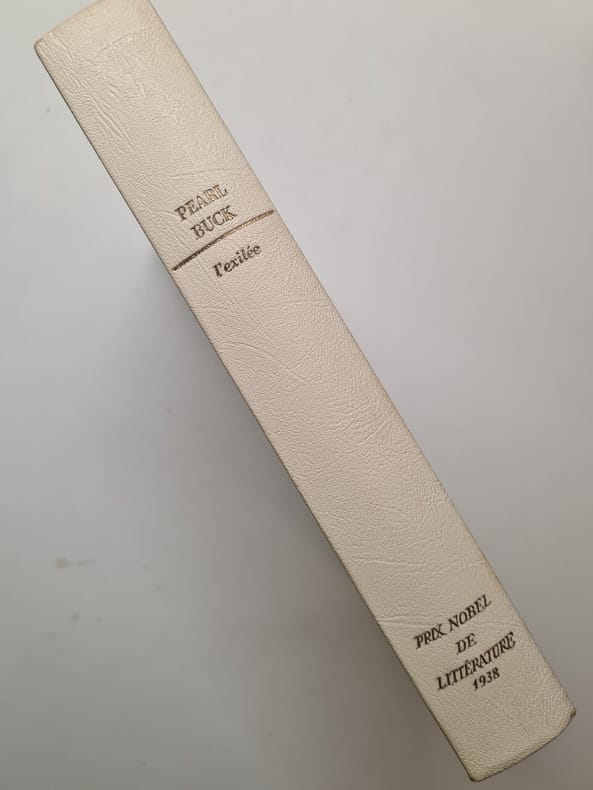 PEARL
BUCK
l'exilée
PRIX NOBEL
DE
LITTÉRATURE
1938